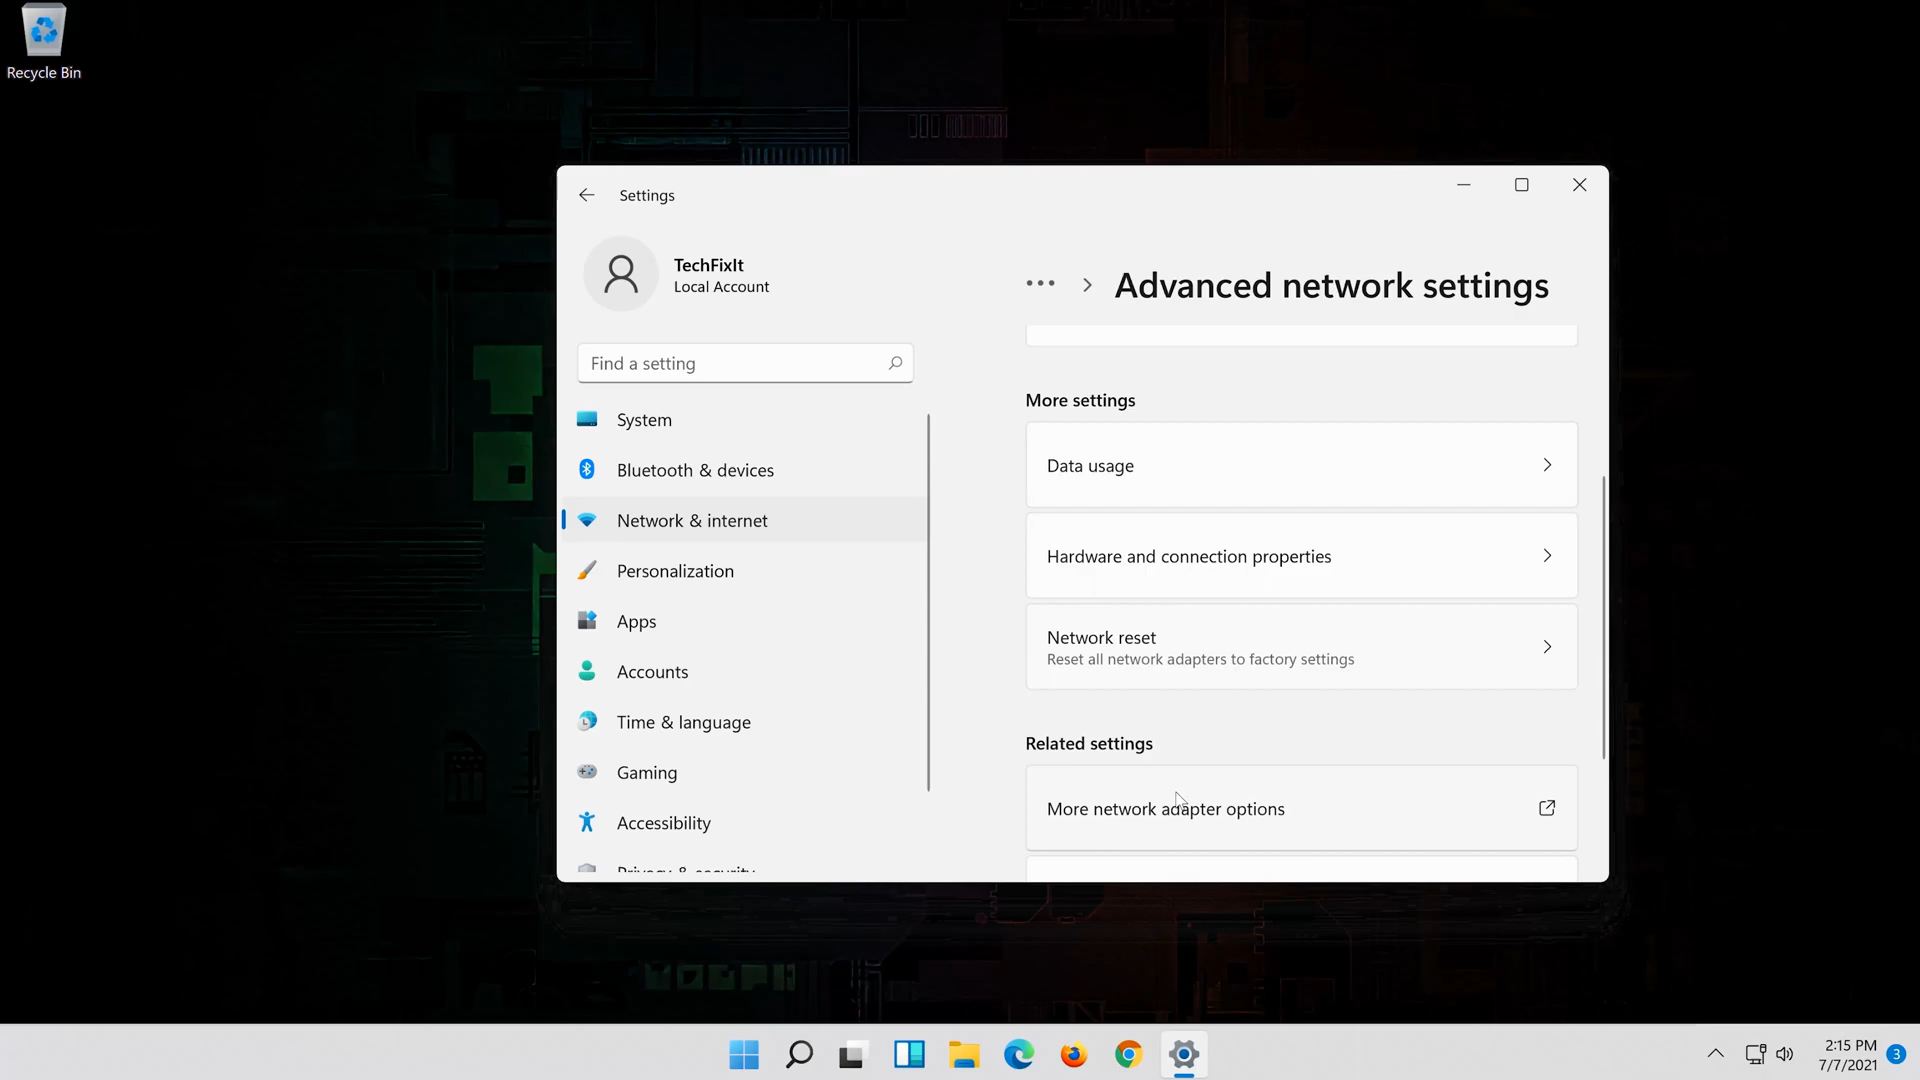 Recycle Bin
Settings
TechFixIt
Local Account
Find a setting
System
Bluetooth & devices
Network & internet
Personalization
Apps
Accounts
Time & language
Gaming
Accessibility
Privacy & security
... > Advanced network settings
More settings
Data usage
Hardware and connection properties
Network reset
Reset all network adapters to factory settings
Related settings
More network adapter options
2:15 PM
7/7/2021
3